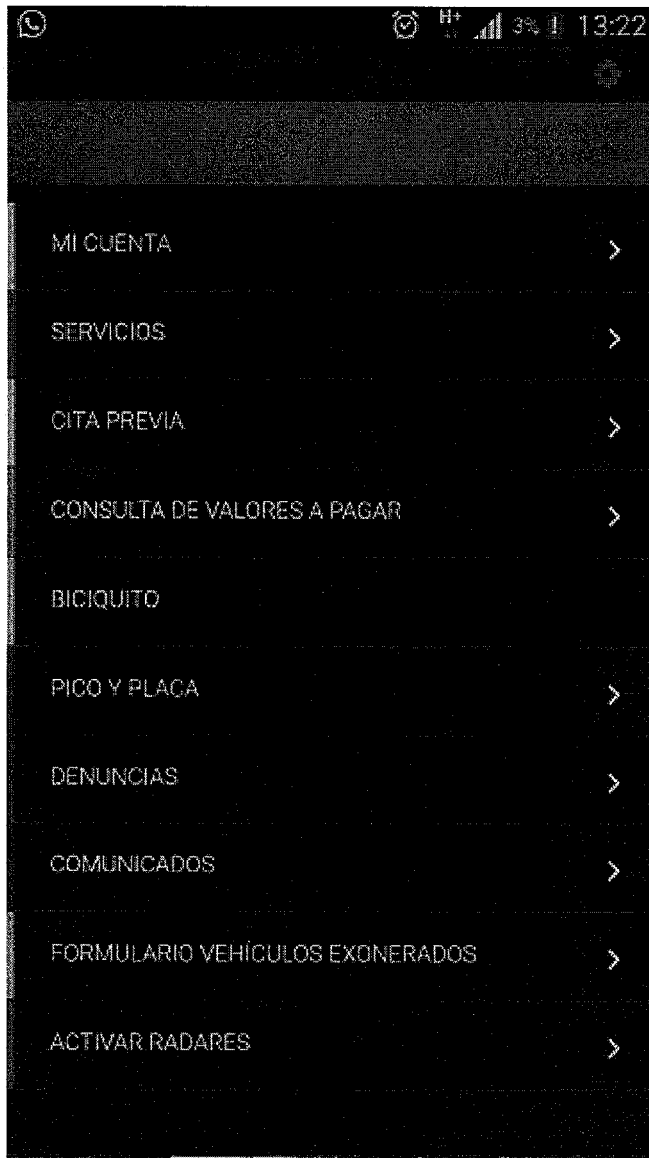 H+ 3% 13:22
MI CUENTA
SERVICIOS
CITA PREVIA
CONSULTA DE VALORES A PAGAR
BICIQUITO
PICO Y PLACA
DENUNCIAS
COMUNICADOS
FORMULARIO VEHÍCULOS EXONERADOS
ACTIVAR RADARES